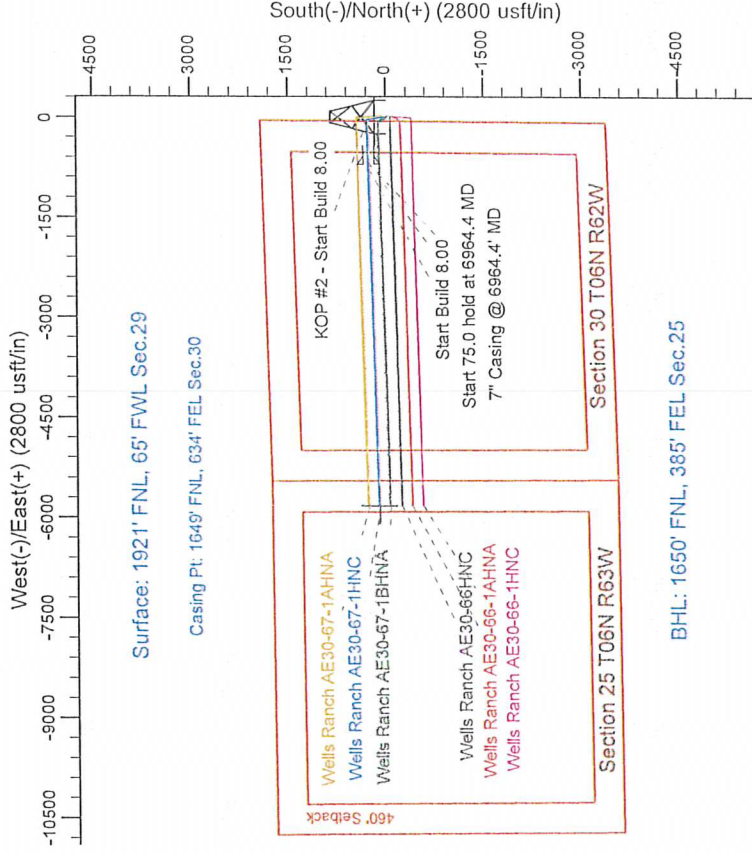 South(-)/North(+) (2800 usft/in)
4500
3000
1500
0
-1500
-3000
-4500
West(-)/East(+) (2800 usft/in)
0
-1500
-3000
-4500
-6000
-7500
-9000
-10500
Surface: 1921' FNL, 65' FWL Sec.29
Casing Pt: 1649' FNL, 634' FEL Sec.30
KOP #2 - Start Build 8.00
Start Build 8.00
Start 75.0 hold at 6964.4 MD
7" Casing @ 6964.4' MD
Section 30 T06N R62W
Wells Ranch AE30-67-1AHNA
Wells Ranch AE30-67-1HNC
Wells Ranch AE30-67-1BHNA
Wells Ranch AE30-66HNC
Wells Ranch AE30-66-1AHNA
Wells Ranch AE30-66-1HNC
Section 25 T06N R63W
460' Setback
BHL: 1650' FNL, 385' FEL Sec.25